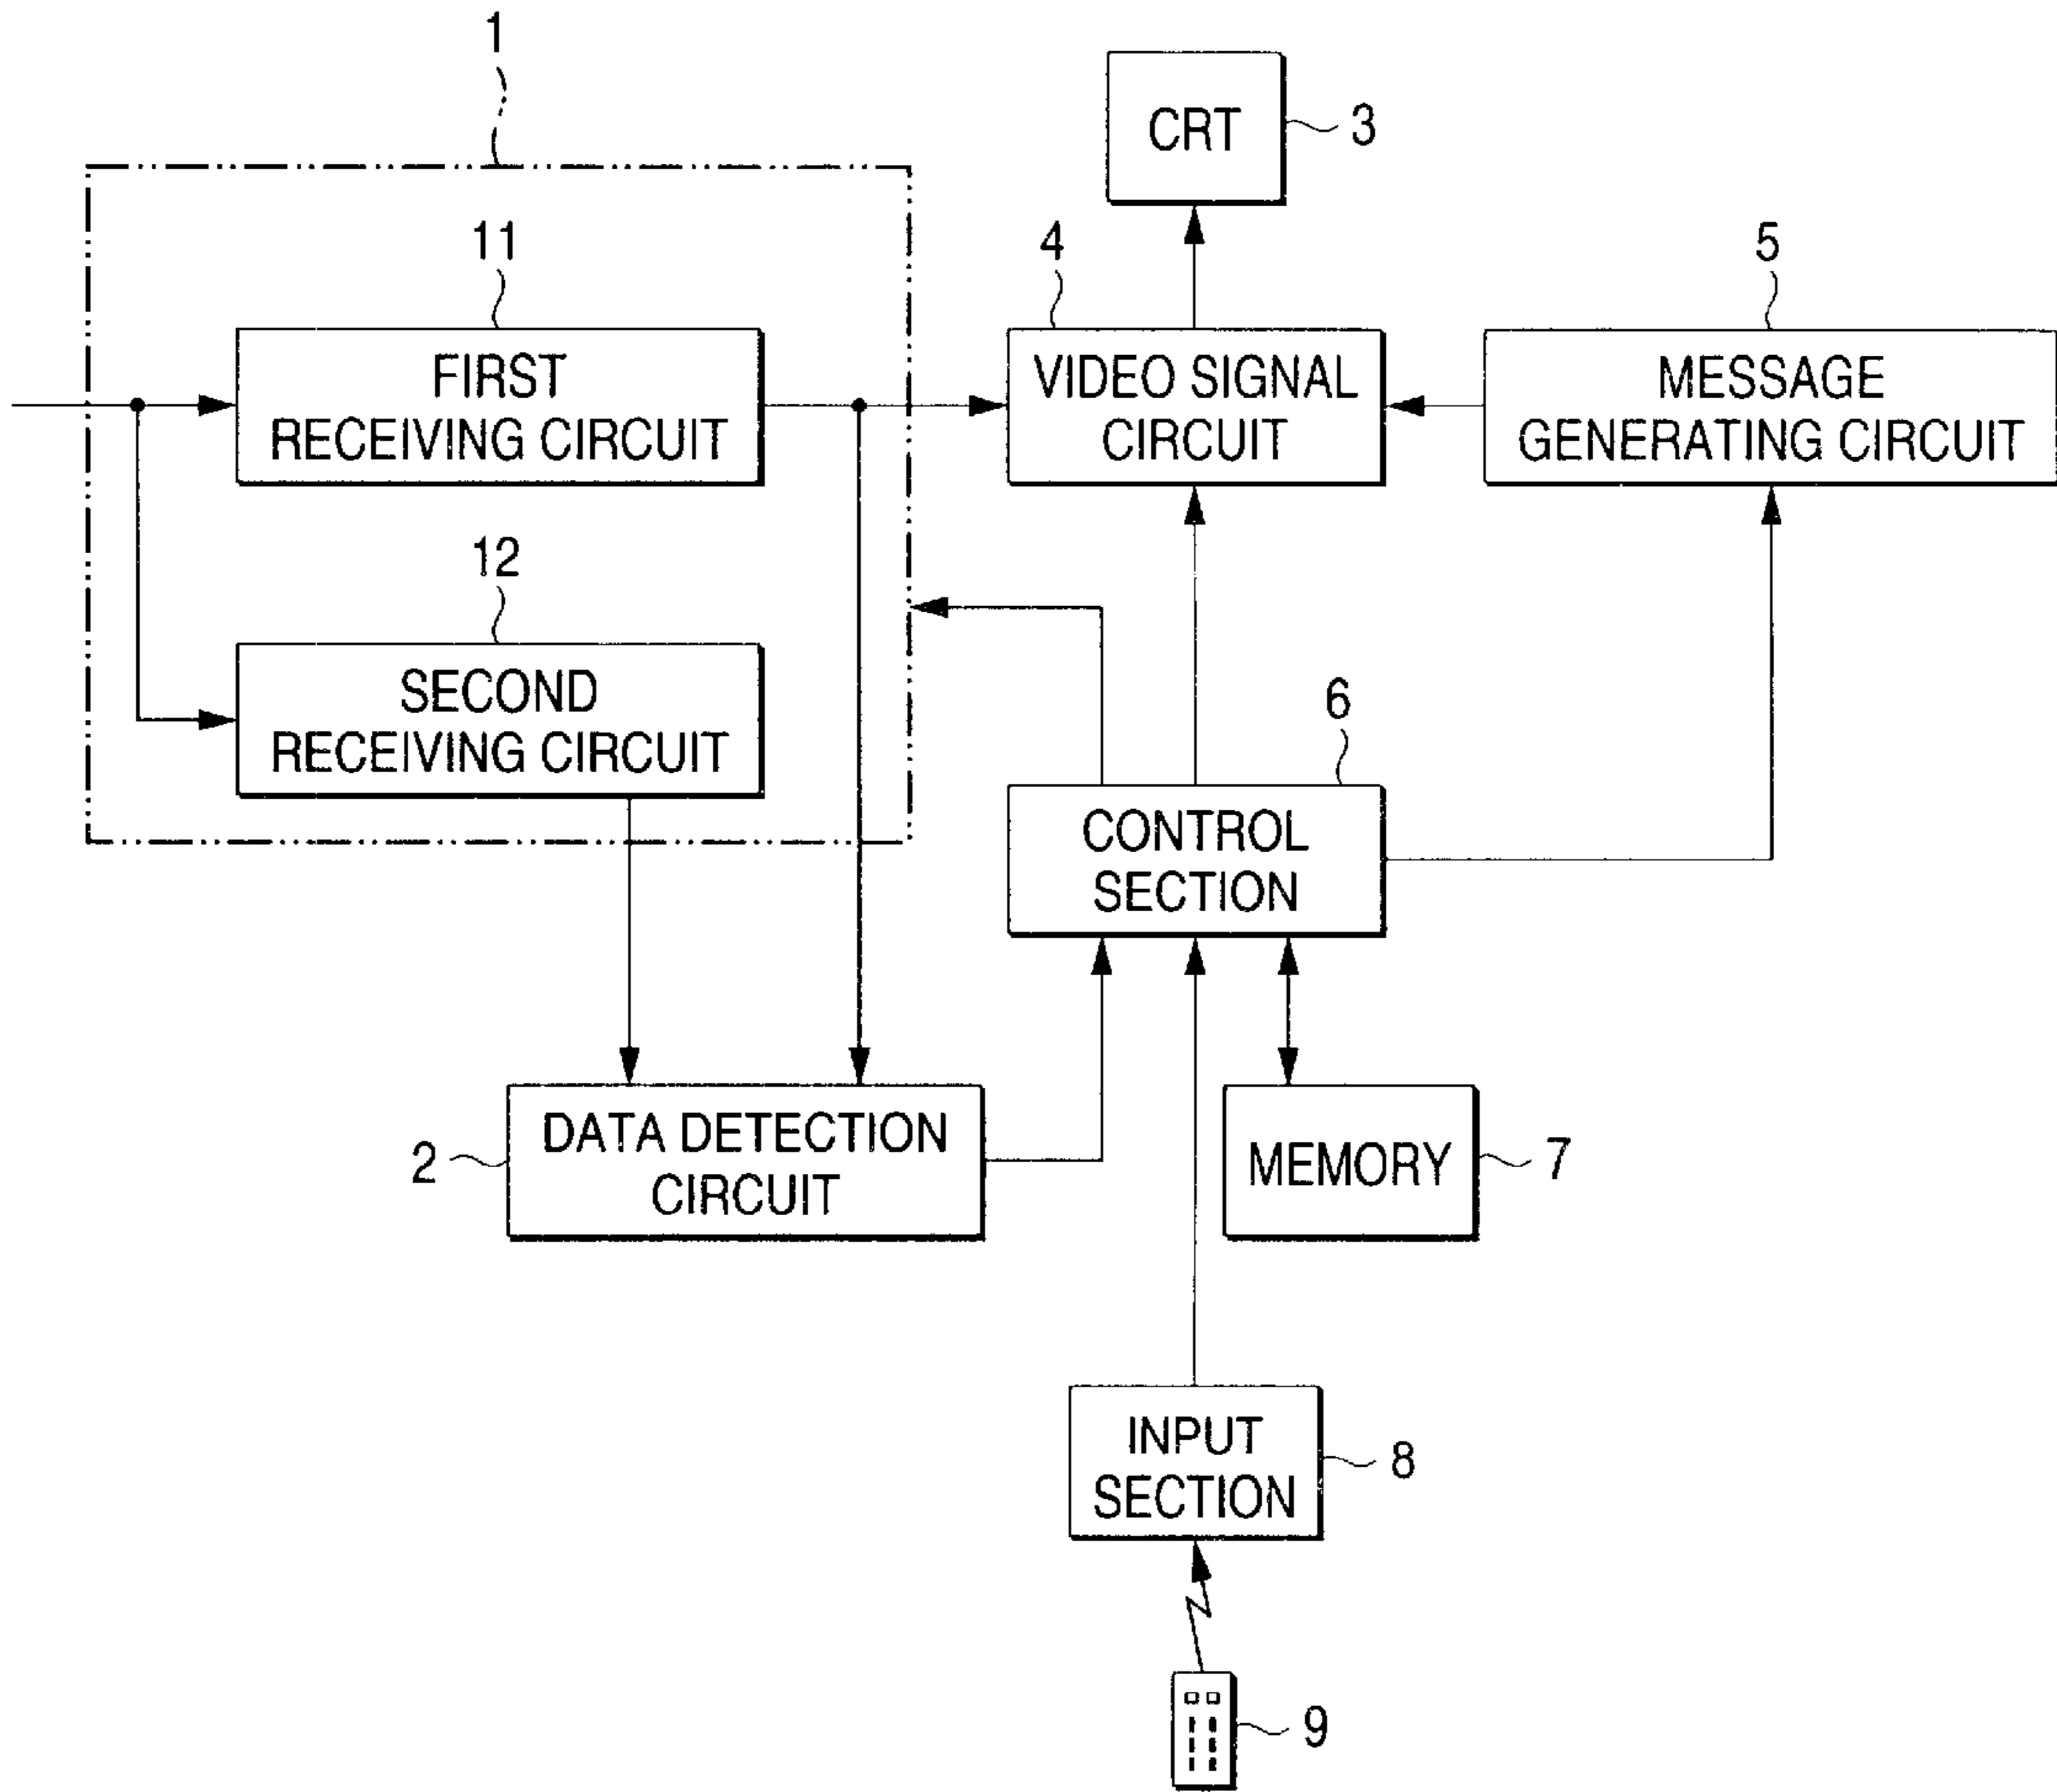 1
CRT
3
11
4
5
FIRST
RECEIVING CIRCUIT
VIDEO SIGNAL
CIRCUIT
MESSAGE
GENERATING CIRCUIT
12
SECOND
RECEIVING CIRCUIT
6
CONTROL
SECTION
2
DATA DETECTION
CIRCUIT
MEMORY
7
INPUT
SECTION
8
9